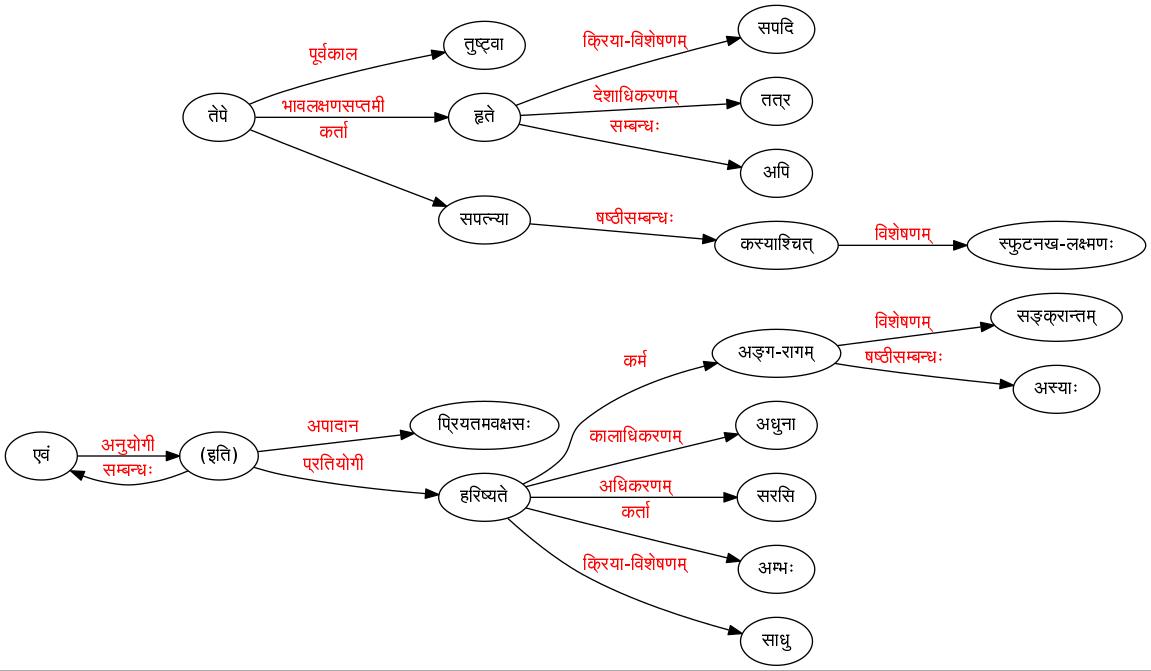 सपदि
क्रिया-विशेषणम्
तुष्ट्वा
पूर्वकाल
देशाधिकरणम्
तत्र
भावलक्षणसप्तमी
तेपे
हृते
कर्ता
सम्बन्धः
अपि
सपत्न्या
षष्ठीसम्बन्धः
कस्याश्चित्
विशेषणम्
स्फुटनख-लक्ष्मणः
सङ्क्रान्तम्
विशेषणम्
अङ्ग-रागम्
षष्ठीसम्बन्धः
कर्म
अस्याः
प्रियतमवक्षसः
अपादान
अधुना
कालाधिकरणम्
एवं
अनुयोगी
सम्बन्धः
(इति)
प्रतियोगी
हरिष्यते
अधिकरणम्
सरसि
कर्ता
अम्भः
क्रिया-विशेषणम्
साधु